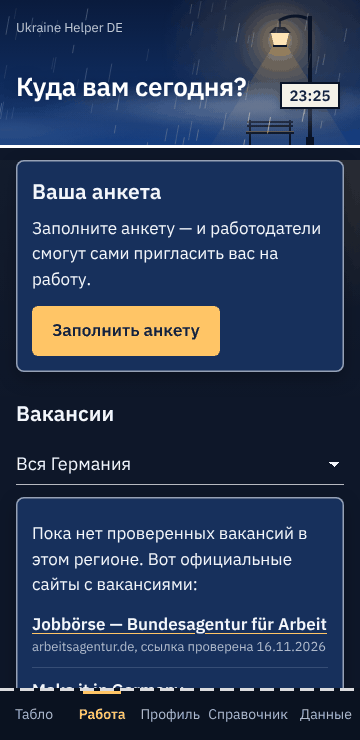 Ukraine Helper DE
Куда вам сегодня?
23:25
Ваша анкета
Заполните анкету — и работодатели
смогут сами пригласить вас на
работу.
Заполнить анкету
Вакансии
Вся Германия
Пока нет проверенных вакансий в
этом регионе. Вот официальные
сайты с вакансиями:
Jobbörse — Bundesagentur für Arbeit
arbeitsagentur.de, ссылка проверена 16.11.2026
Табло Работа Профиль Справочник Данные